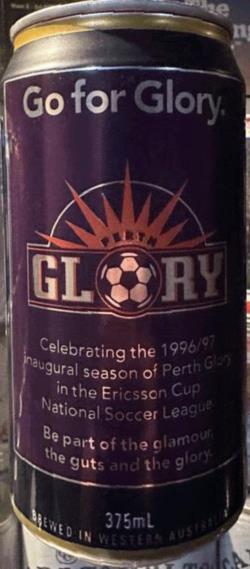 Go for Glory.
PERTH
GLORY
Celebrating the 1996/97
inaugural season of Perth Glory
in the Ericsson Cup
National Soccer League.
Be part of the glamour,
the guts and the glory.
375mL
BREWED IN WESTERN AUSTRALIA